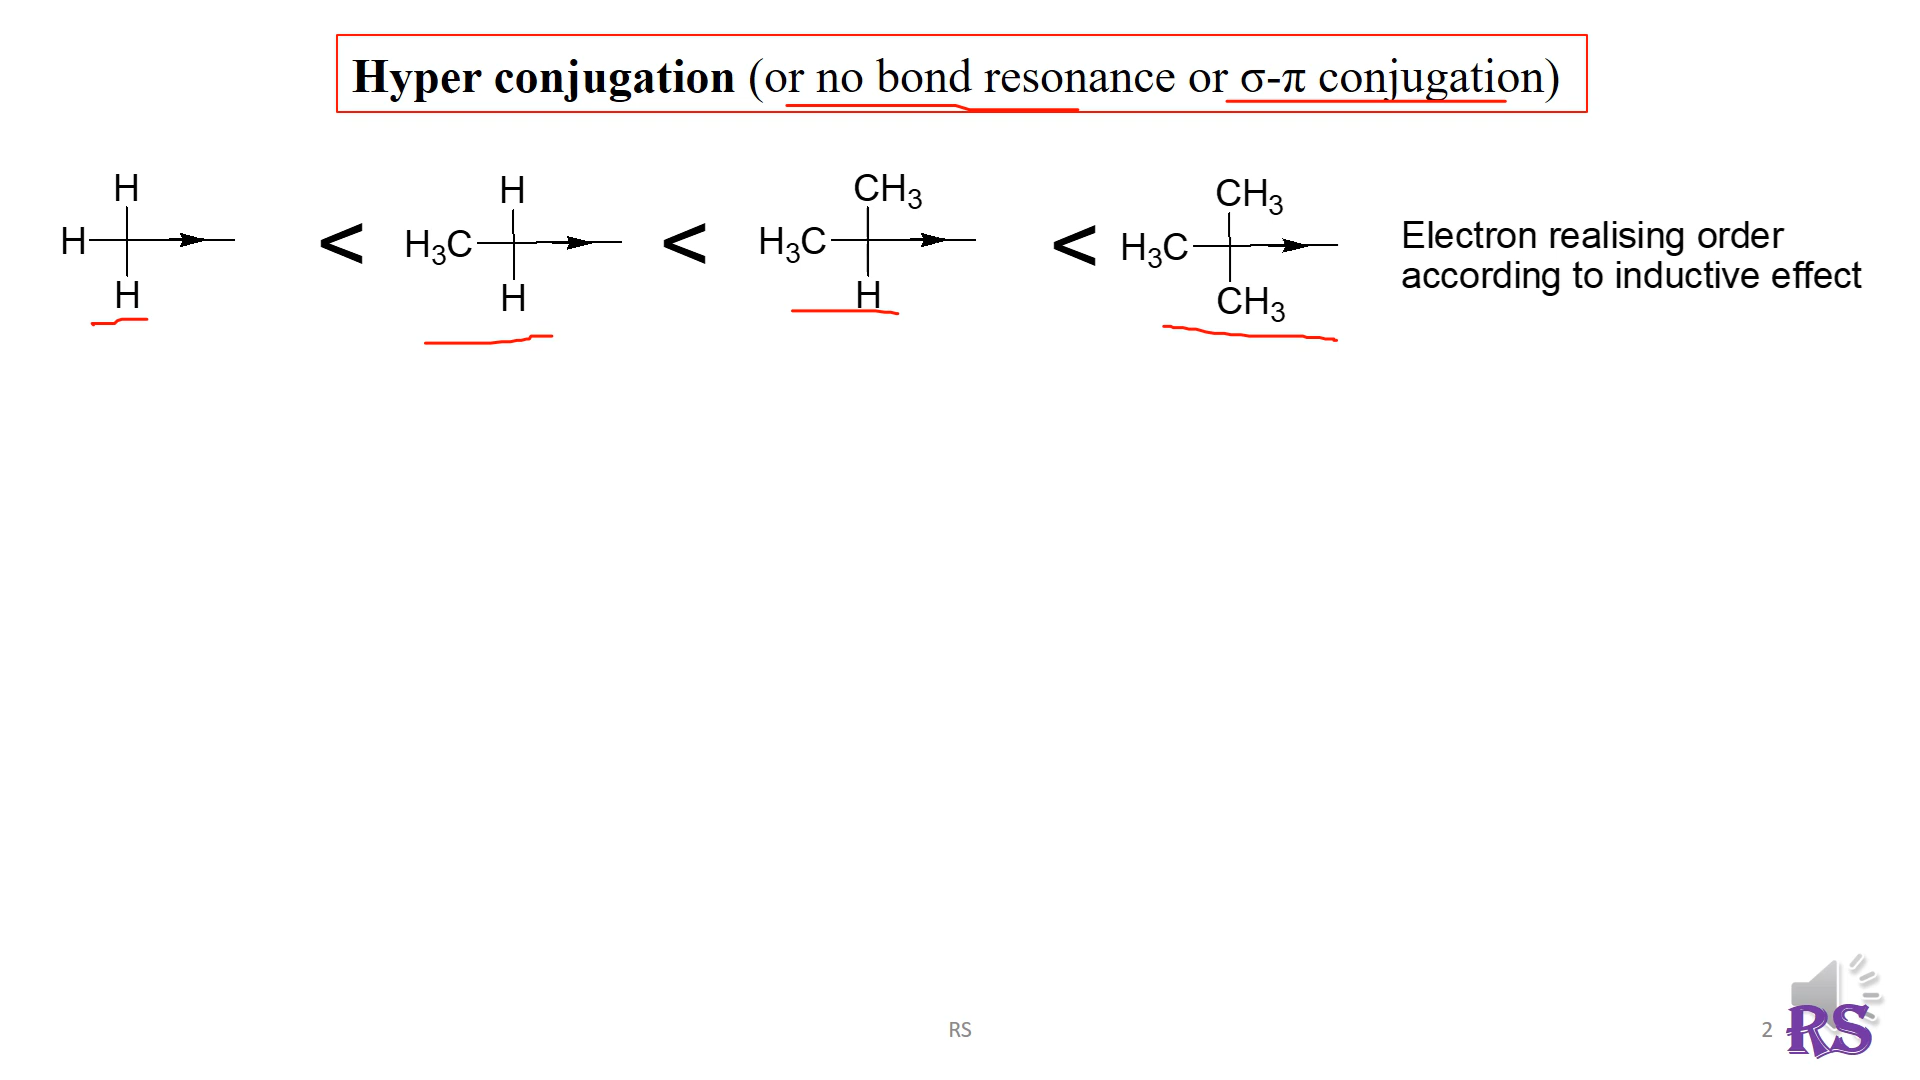 Hyper conjugation (or no bond resonance or σ-π conjugation)
H H CH3 CH3
H < H3C < H3C < H3C Electron realising order
according to inductive effect
H H H CH3
RS 2 RS